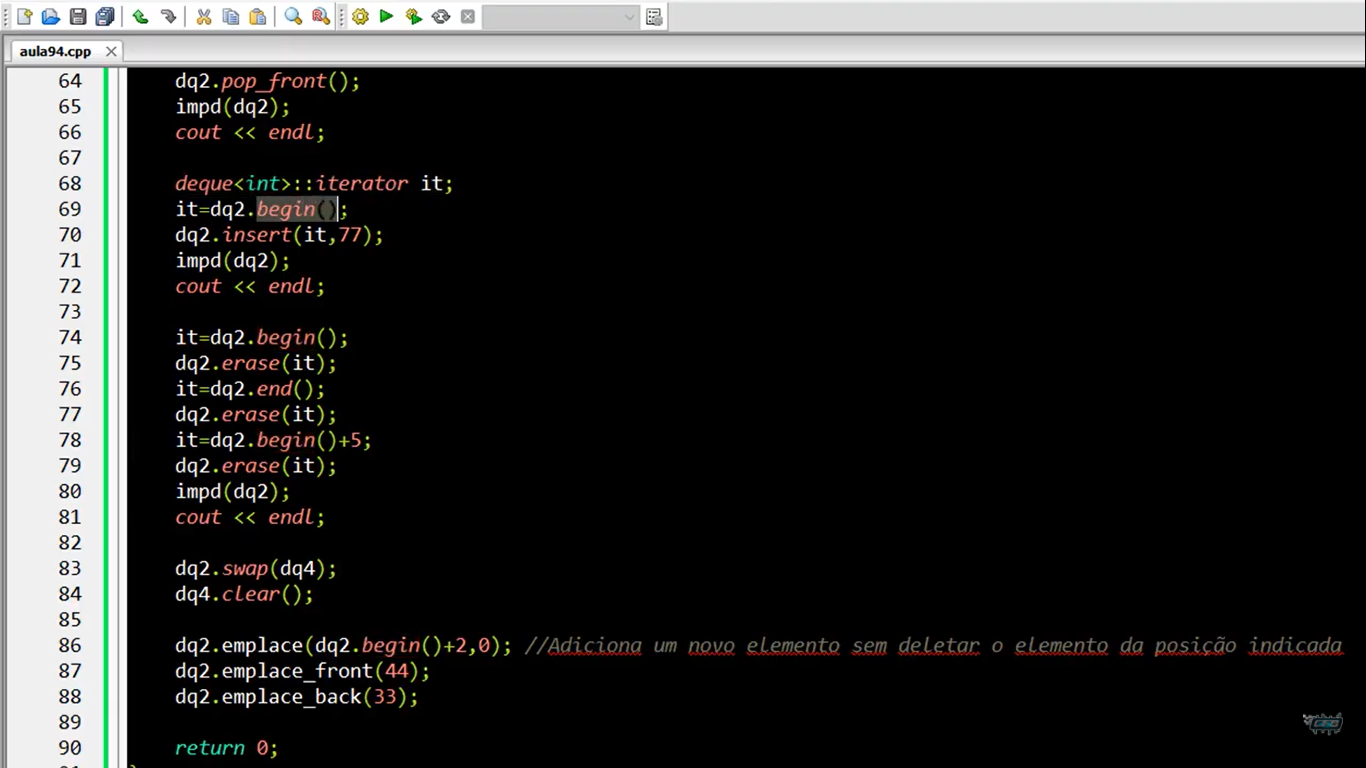 aula94.cpp
64 dq2.pop_front();
65 impd(dq2);
66 cout << endl;
67
68 deque<int>::iterator it;
69 it=dq2.begin();
70 dq2.insert(it,77);
71 impd(dq2);
72 cout << endl;
73
74 it=dq2.begin();
75 dq2.erase(it);
76 it=dq2.end();
77 dq2.erase(it);
78 it=dq2.begin()+5;
79 dq2.erase(it);
80 impd(dq2);
81 cout << endl;
82
83 dq2.swap(dq4);
84 dq4.clear();
85
86 dq2.emplace(dq2.begin()+2,0); //Adiciona um novo elemento sem deletar o elemento da posição indicada
87 dq2.emplace_front(44);
88 dq2.emplace_back(33);
89
90 return 0;